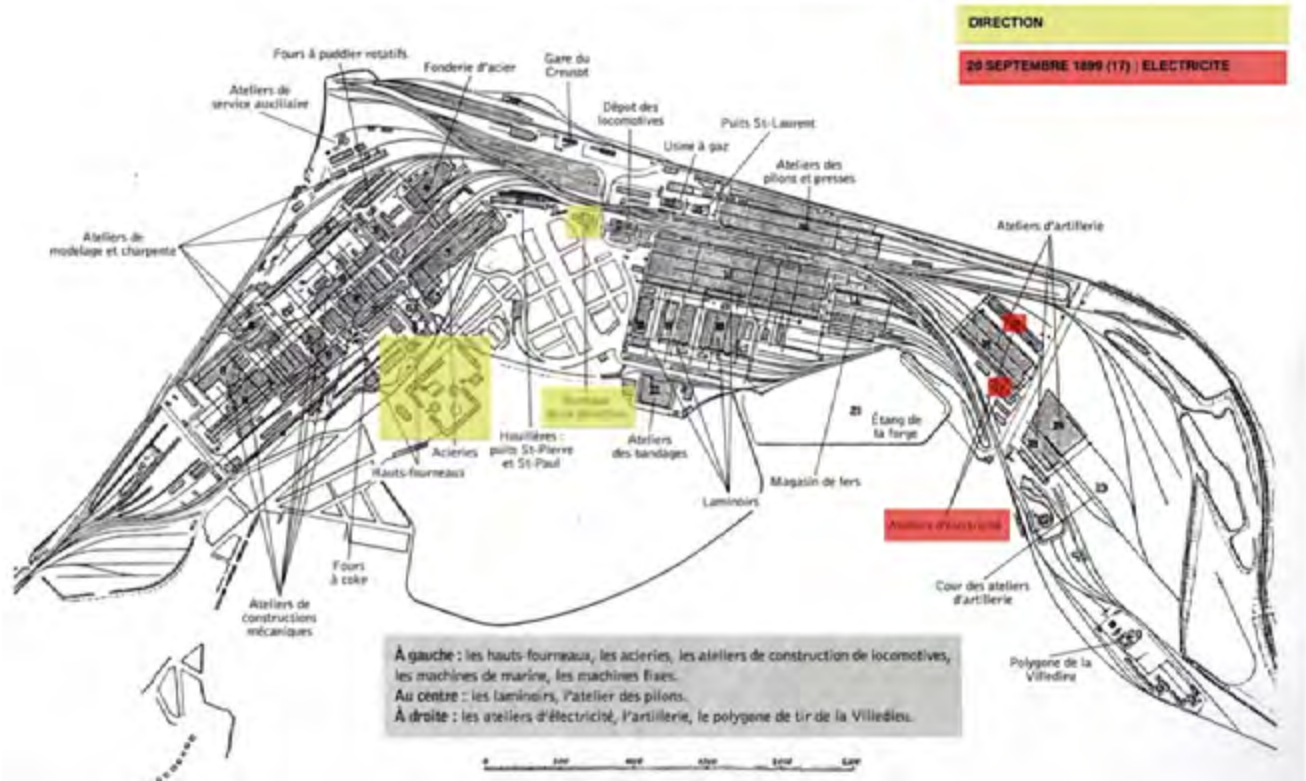 DIRECTION
20 SEPTEMBRE 1899 (17) : ELECTRICITE
Fours à puddler rotatifs
Fonderie d'acier
Gare du
Creusot
Ateliers de
service auxiliaire
Dépot des
locomotives
Usine à gaz
Puits St-Laurent
Ateliers des
pilons et presses
Ateliers de
modelage et charpente
Ateliers d'artillerie
Hauts-fourneaux
Aciéries
Houillères :
puits St-Pierre
et St-Paul
Ateliers
des bandages
21
Étang de
la forge
Magasin de fers
Laminoirs
Ateliers d'électricité
Fours
à coke
Ateliers de
constructions
mécaniques
Cour des ateliers
d'artillerie
Polygone de la
Villedieu
À gauche : les hauts-fourneaux, les aciéries, les ateliers de construction de locomotives,
les machines de marine, les machines fixes.
Au centre : les laminoirs, l'atelier des pilons.
À droite : les ateliers d'électricité, l'artillerie, le polygone de tir de la Villedieu.